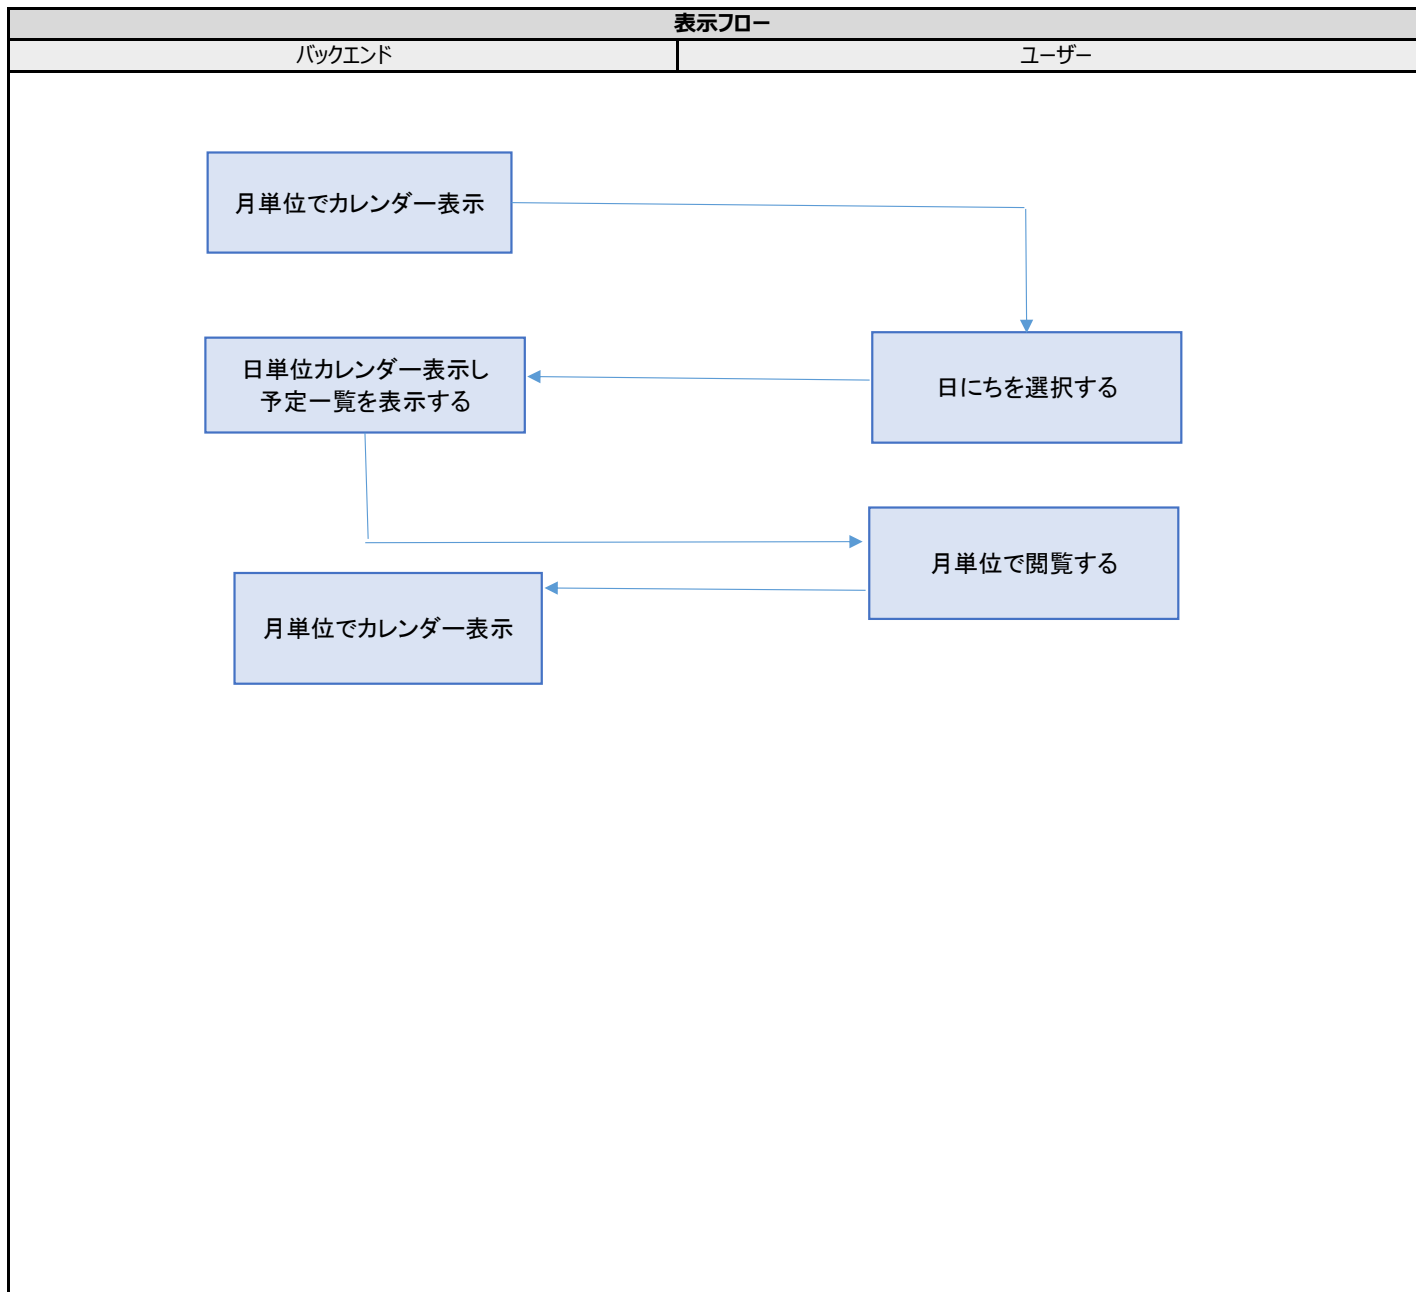 表示フロー
バックエンド
ユーザー
月単位でカレンダー表示
日単位カレンダー表示し
予定一覧を表示する
日にちを選択する
月単位で閲覧する
月単位でカレンダー表示